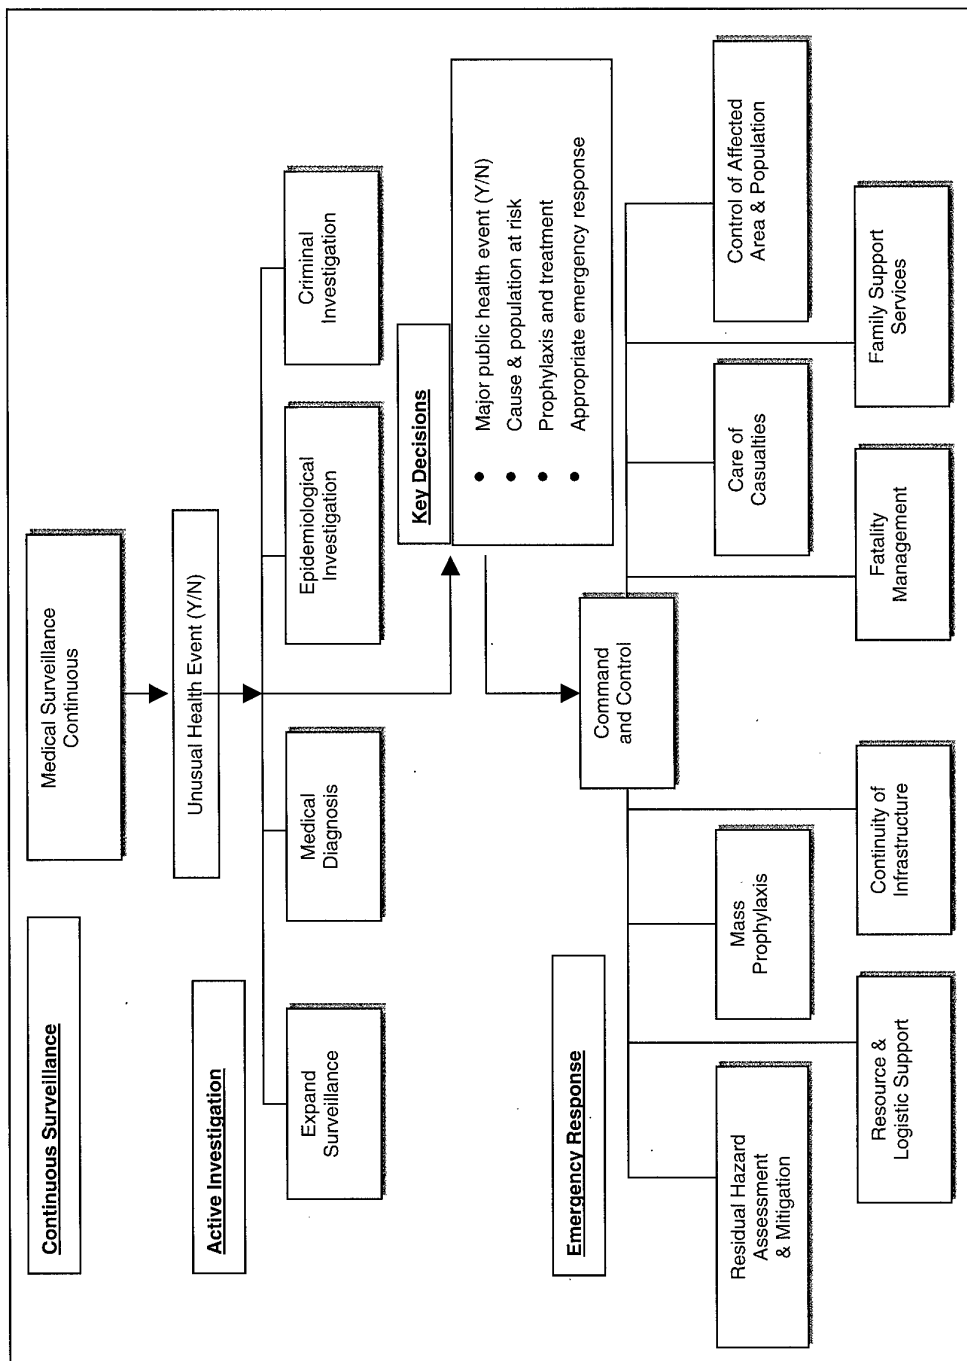 Continuous Surveillance
Medical Surveillance
Continuous
Unusual Health Event (Y/N)
Active Investigation
Expand
Surveillance
Medical
Diagnosis
Epidemiological
Investigation
Criminal
Investigation
Key Decisions
● Major public health event (Y/N)
● Cause & population at risk
● Prophylaxis and treatment
● Appropriate emergency response
Emergency Response
Command
and Control
Residual Hazard
Assessment
& Mitigation
Mass
Prophylaxis
Care of
Casualties
Control of Affected
Area & Population
Resource &
Logistic Support
Continuity of
Infrastructure
Fatality
Management
Family Support
Services